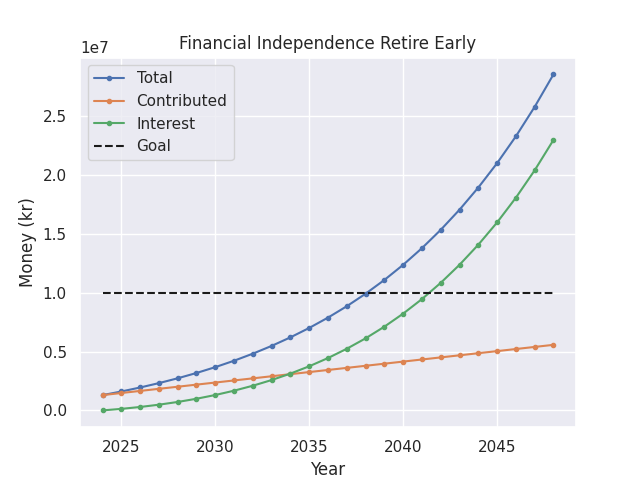 Financial Independence Retire Early
1e7
Total
Contributed
Interest
Goal
2.5
2.0
1.5
1.0
0.5
0.0
Money (kr)
2025
2030
2035
2040
2045
Year